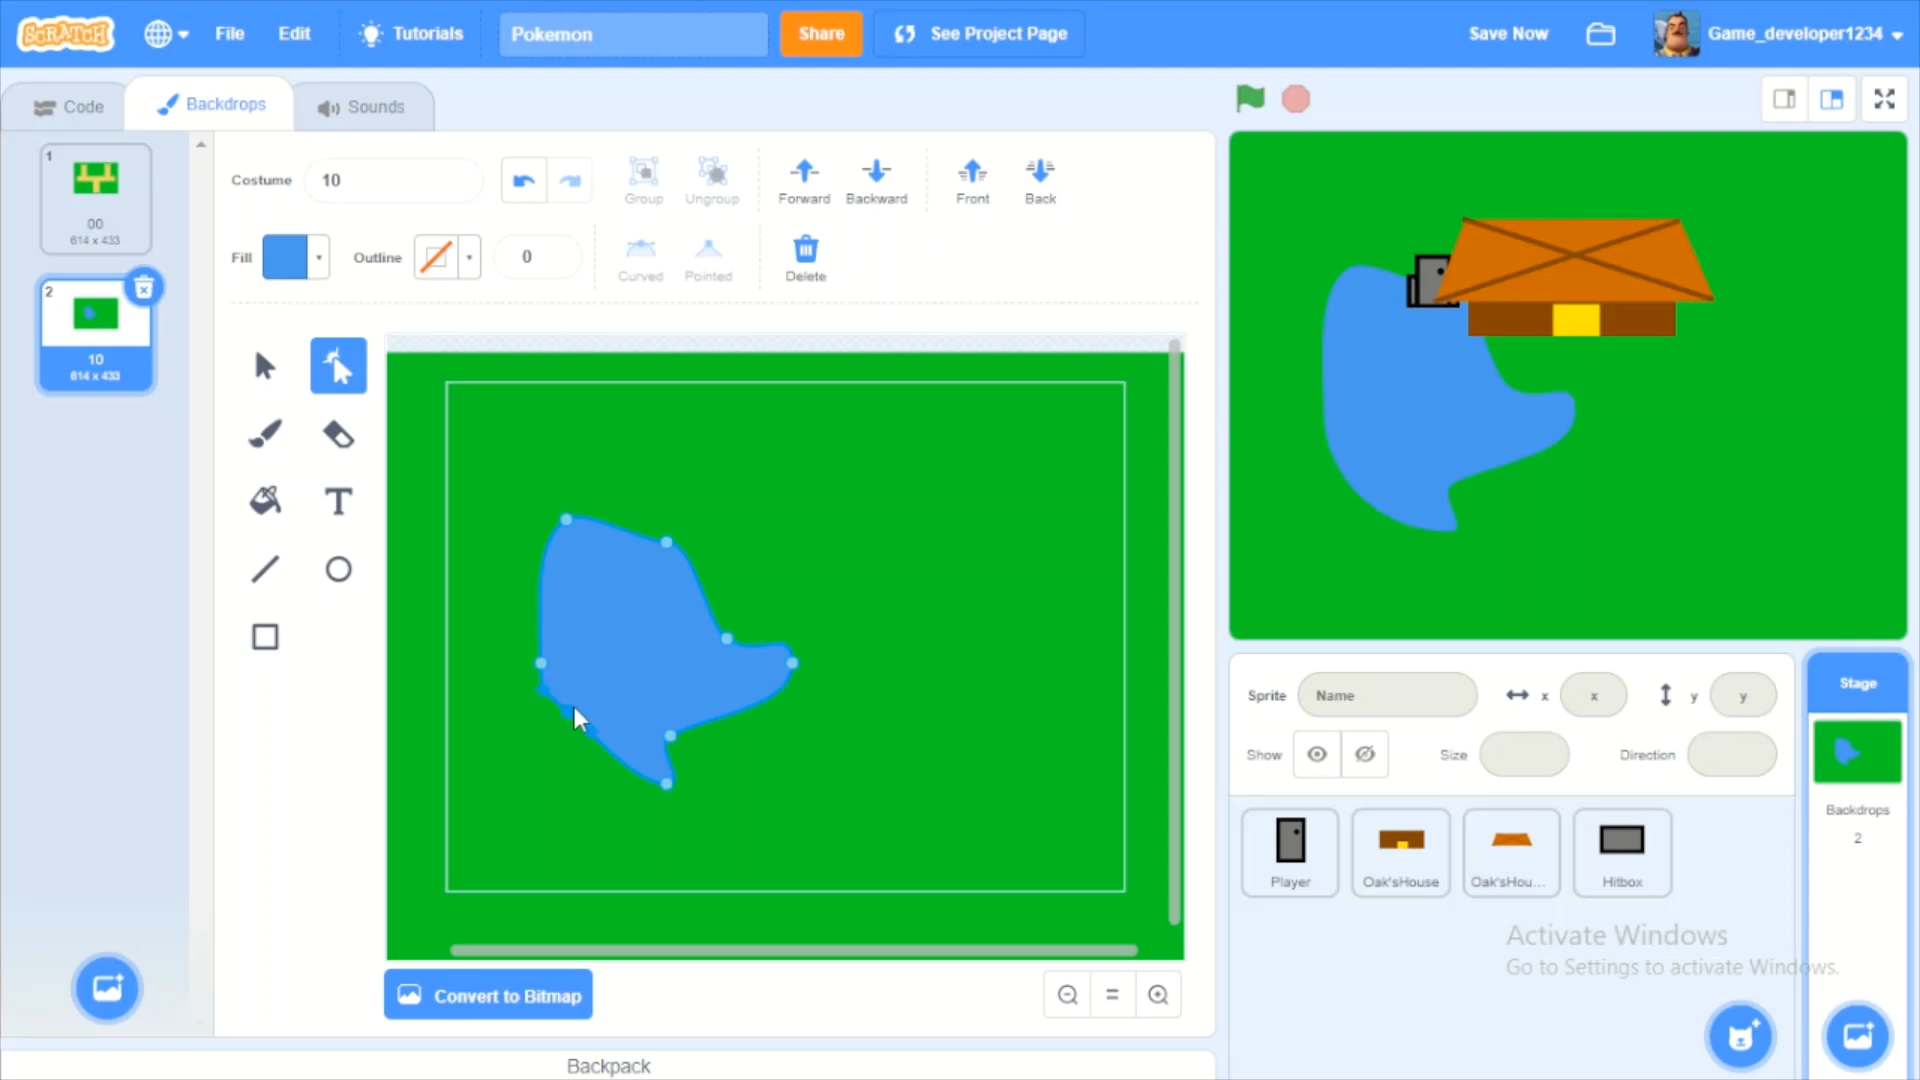 SCRATCH
File
Edit
Tutorials
Pokemon
Share
See Project Page
Save Now
Game_developer1234
Code
Backdrops
Sounds
1
00
614 x 433
2
10
614 x 433
Costume
10
Group
Ungroup
Forward
Backward
Front
Back
Fill
Outline
0
Curved
Pointed
Delete
T
Convert to Bitmap
Backpack
Sprite
Name
x
x
y
y
Show
Size
Direction
Stage
Backdrops
2
Player
Oak'sHouse
Oak'sHou...
Hitbox
Activate Windows
Go to Settings to activate Windows.